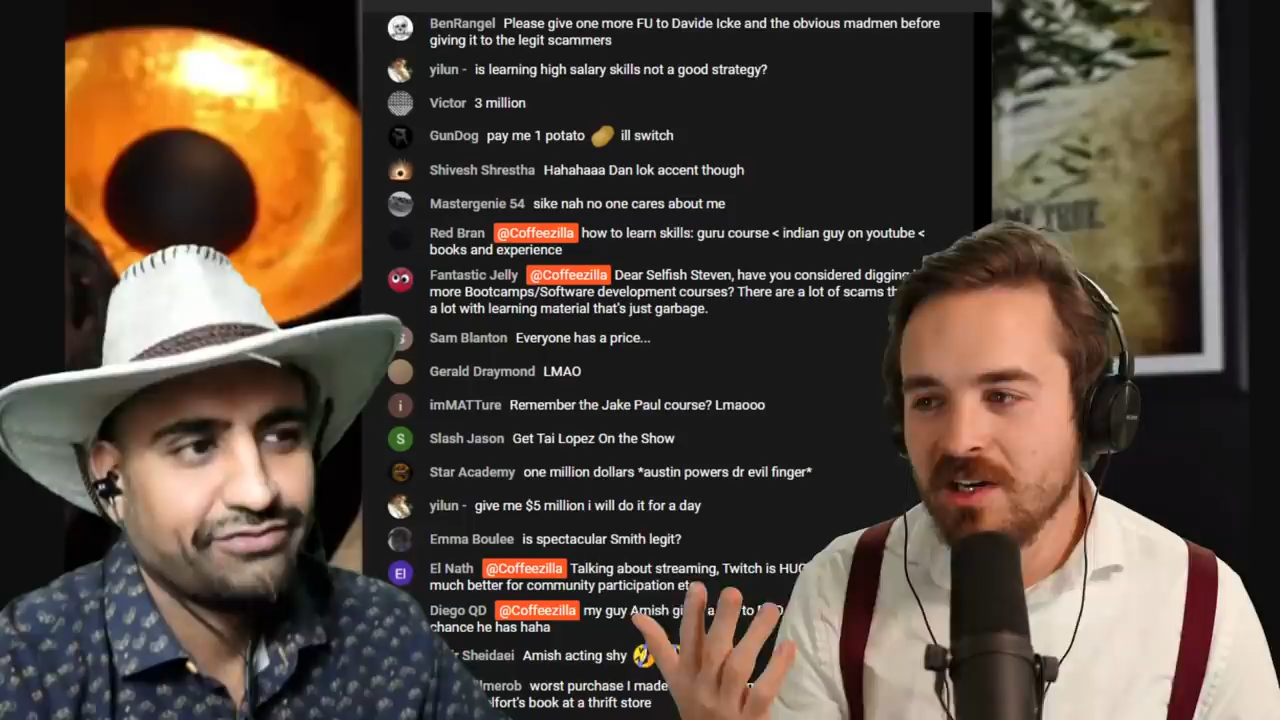 BenRangel Please give one more FU to Davide Icke and the obvious madmen before
giving it to the legit scammers
yilun - is learning high salary skills not a good strategy?
Victor 3 million
GunDog pay me 1 potato 🥔 ill switch
Shivesh Shrestha Hahahaaa Dan lok accent though
Mastergenie 54 sike nah no one cares about me
Red Bran @Coffeezilla how to learn skills: guru course < indian guy on youtube <
books and experience
Fantastic Jelly @Coffeezilla Dear Selfish Steven, have you considered digging
more Bootcamps/Software development courses? There are a lot of scams
a lot with learning material that's just garbage.
S
Sam Blanton Everyone has a price...
Gerald Draymond LMAO
i
imMATTure Remember the Jake Paul course? Lmaooo
S
Slash Jason Get Tai Lopez On the Show
Star Academy one million dollars *austin powers dr evil finger*
yilun - give me $5 million i will do it for a day
Emma Boulee is spectacular Smith legit?
El
El Nath @Coffeezilla Talking about streaming, Twitch is
much better for community participation
Diego QD @Coffeezilla my guy Amish to
chance he has haha
Sheidaei Amish acting shy 🤣
worst purchase I made
book at a thrift store
TRUE